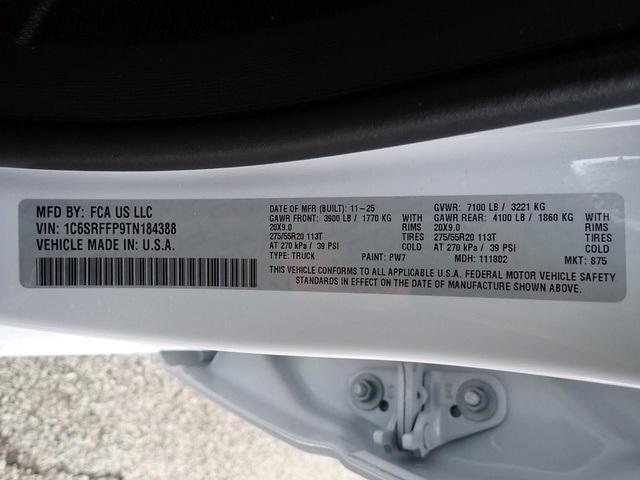 MFD BY: FCA US LLC
VIN: 1C6SRFFP9TN184388
VEHICLE MADE IN U.S.A.
DATE OF MFR (BUILT): 11-25 GVWR: 7100 LB / 3221 KG
GAWR FRONT: 3900 LB / 1770 KG WITH GAWR REAR: 4100 LB / 1860 KG WITH
20X9.0 RIMS 20X9.0 RIMS
275/55R20 113T TIRES 275/55R20 113T TIRES
AT 270 kPa / 39 PSI COLD AT 270 kPa / 39 PSI COLD
TYPE: TRUCK PAINT: PW7 MDH: 111802 MKT: 875
THIS VEHICLE CONFORMS TO ALL APPLICABLE U.S.A. FEDERAL MOTOR VEHICLE SAFETY
STANDARDS IN EFFECT ON THE DATE OF MANUFACTURE SHOWN ABOVE.